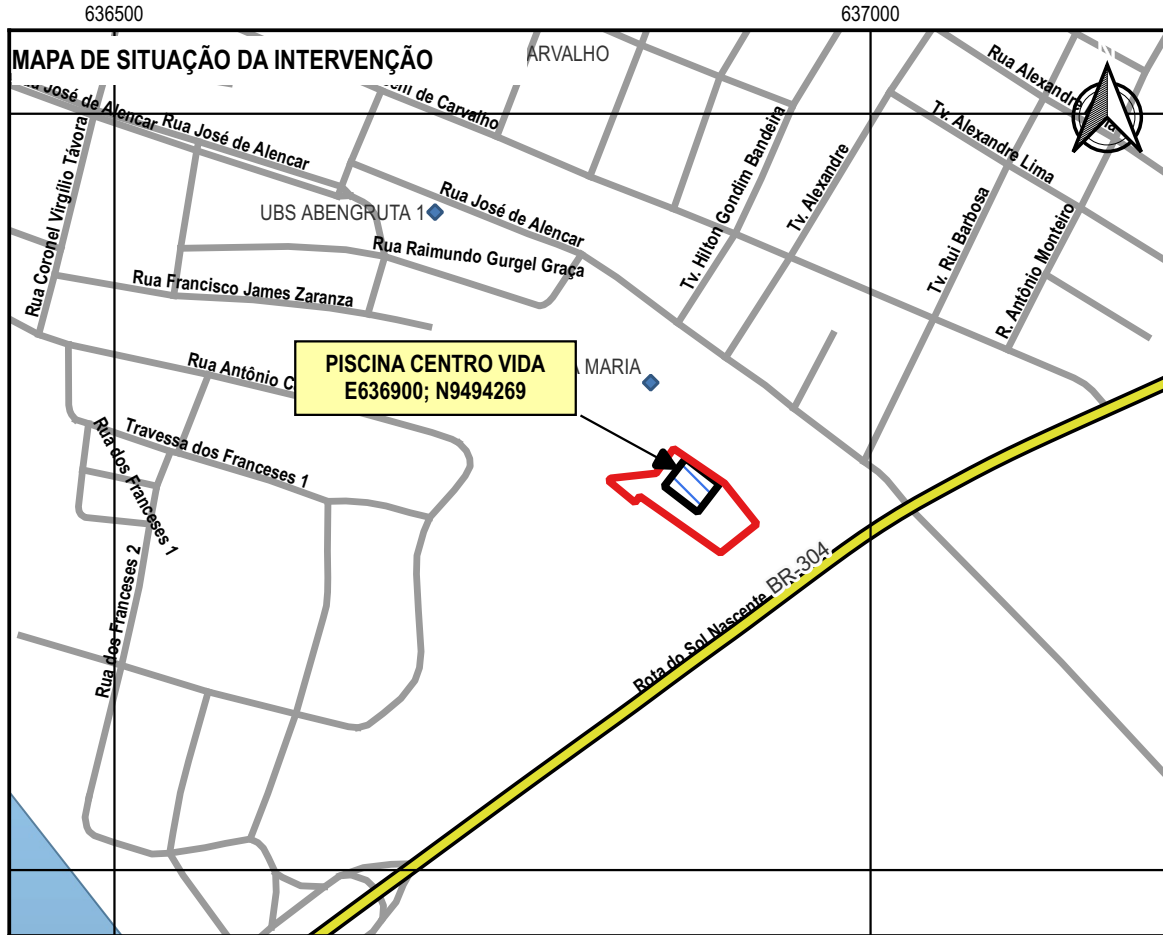 636500
637000
MAPA DE SITUAÇÃO DA INTERVENÇÃO
ARVALHO
N
Rua Alexandre
de Carvalho
José de Alencar
Rua José de Alencar
Tv. Alexandre Lima
Rua Coronel Virgílio Távora
Tv. Hilton Gondim Bandeira
Tv. Alexandre
Rua José de Alencar
UBS ABENGRUTA 1
Tv. Rui Barbosa
R. Antônio Monteiro
Rua Raimundo Gurgel Graça
Rua Francisco James Zaranza
Rua Antônio C
PISCINA CENTRO VIDA
E636900; N9494269
MARIA
Travessa dos Franceses 1
Rua dos Franceses 1
Rua dos Franceses 2
Rota do Sol Nascente
BR-304